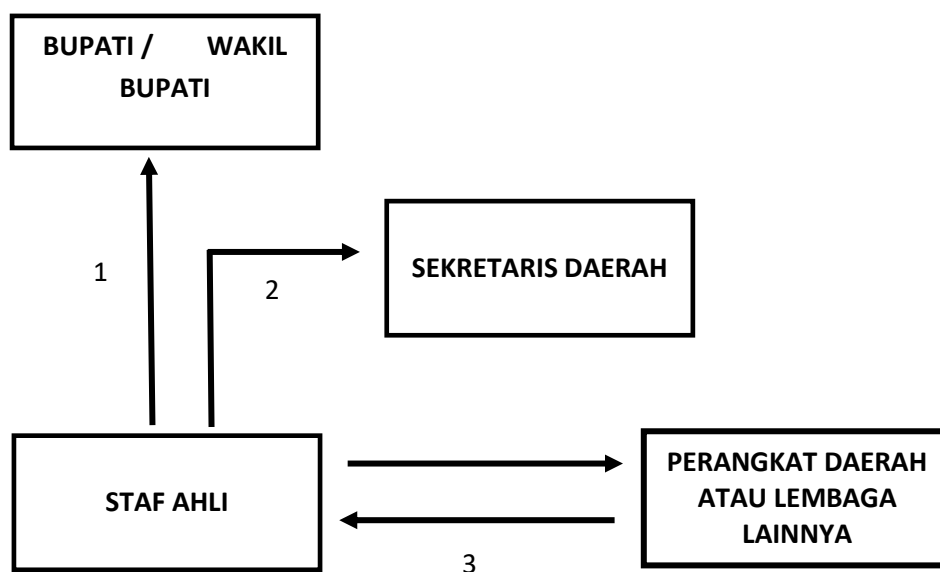 BUPATI / WAKIL
BUPATI
1
2
SEKRETARIS DAERAH
STAF AHLI
PERANGKAT DAERAH
ATAU LEMBAGA
LAINNYA
3